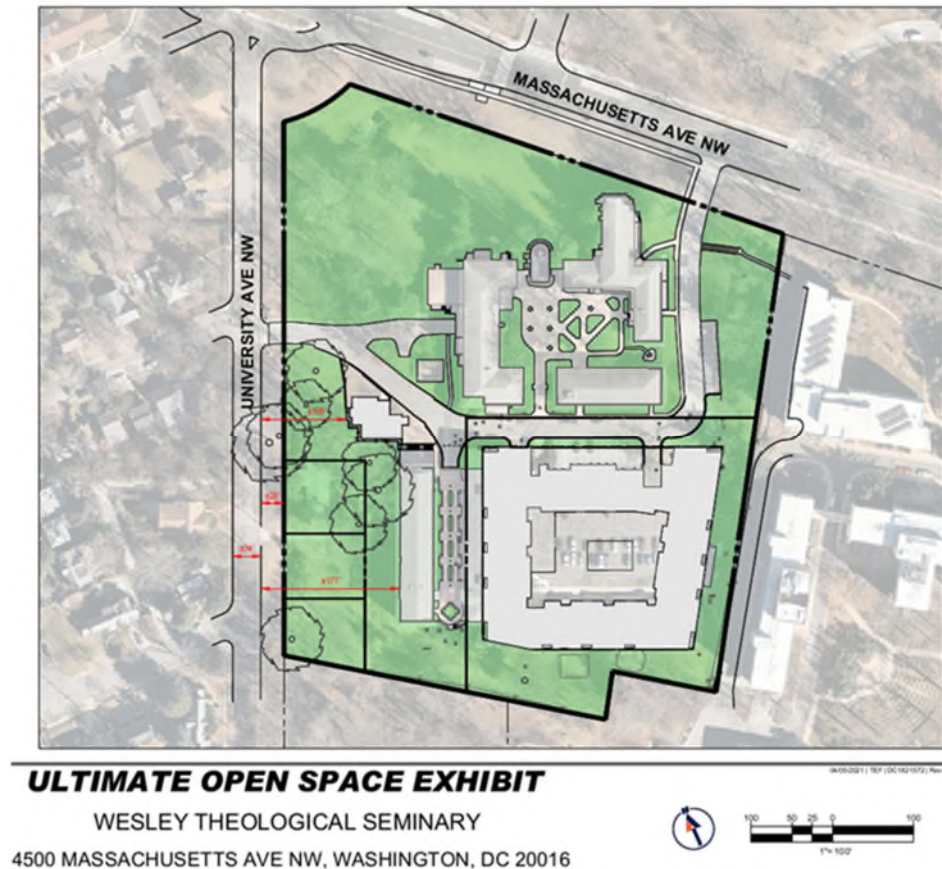 MASSACHUSETTS AVE NW
UNIVERSITY AVE NW
±171'
ULTIMATE OPEN SPACE EXHIBIT
WESLEY THEOLOGICAL SEMINARY
4500 MASSACHUSETTS AVE NW, WASHINGTON, DC 20016
100 50 25 0 100
1"= 100'